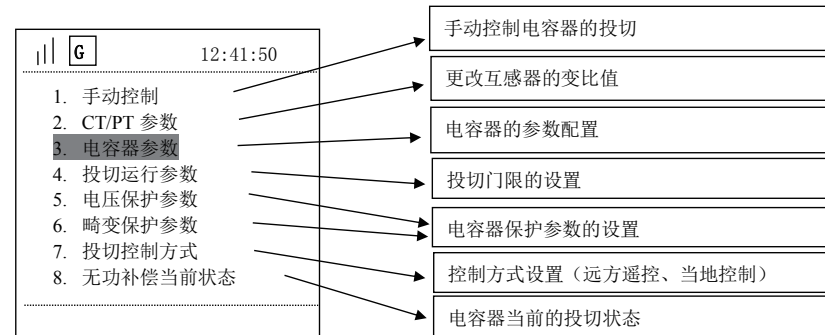 G 12:41:50
1. 手动控制
2. CT/PT 参数
3. 电容器参数
4. 投切运行参数
5. 电压保护参数
6. 畸变保护参数
7. 投切控制方式
8. 无功补偿当前状态
手动控制电容器的投切
更改互感器的变比值
电容器的参数配置
投切门限的设置
电容器保护参数的设置
控制方式设置（远方遥控、当地控制）
电容器当前的投切状态